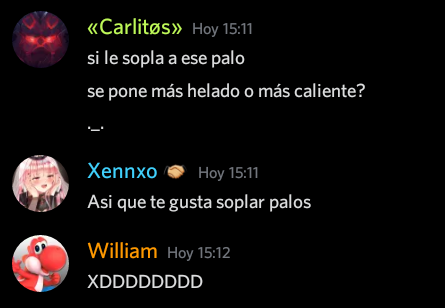 «Carlitøs» Hoy 15:11
si le sopla a ese palo
se pone más helado o más caliente?
._.
Xennxo 🤝 Hoy 15:11
Asi que te gusta soplar palos
William Hoy 15:12
XDDDDDDDD